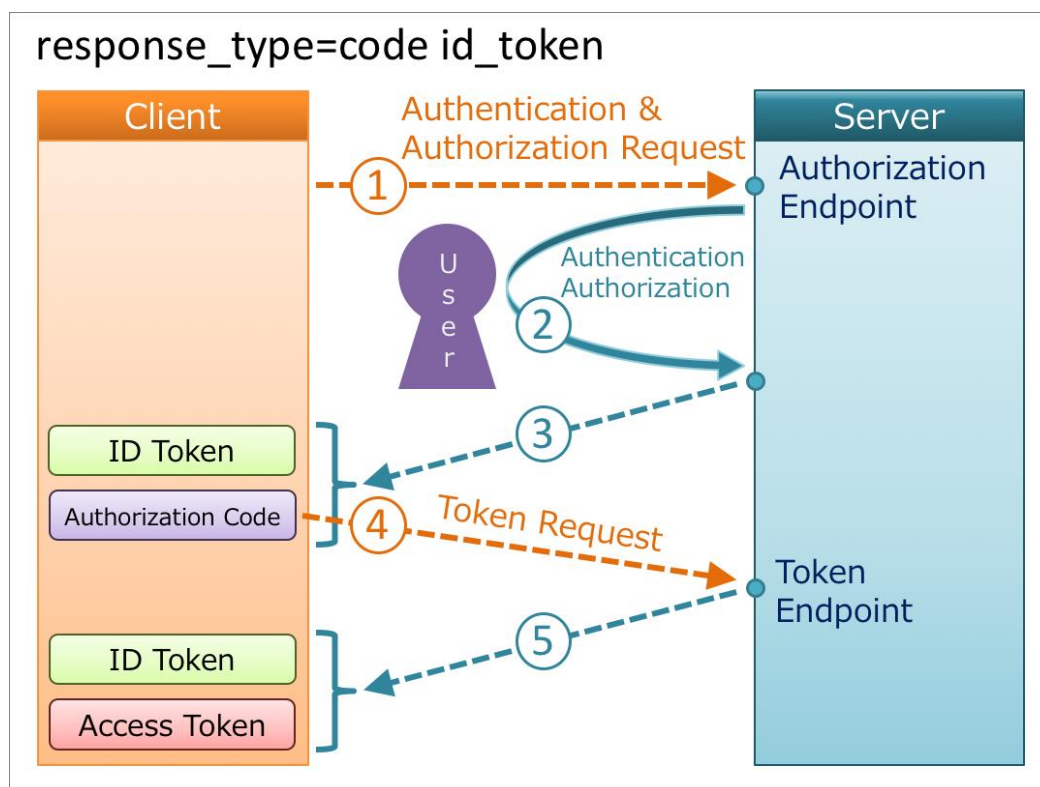 response_type=code id_token
Client
Authentication &
Authorization Request
Server
1
Authorization
Endpoint
User
Authentication
Authorization
2
3
ID Token
Authorization Code
4
Token Request
Token
Endpoint
5
ID Token
Access Token